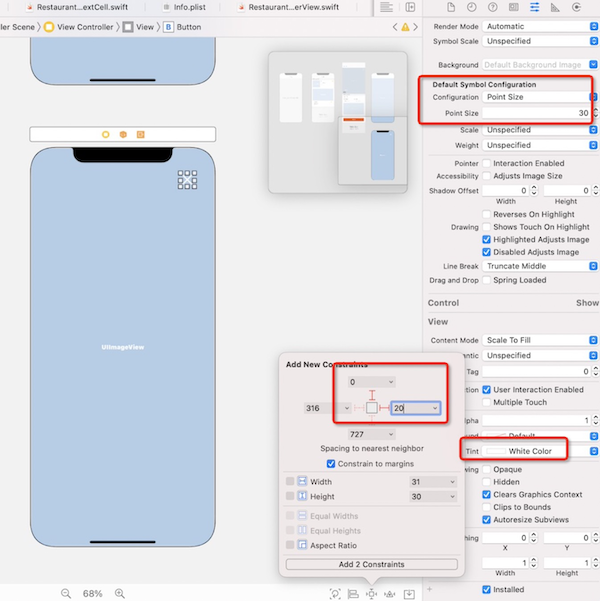 Restaurant...extCell.swift
Info.plist
Restaurant...erView.swift
ller Scene
View Controller
View
B Button
UIImageView
68%
Add New Constraints
0
316
20
727
Spacing to nearest neighbor
Constrain to margins
Width 31
Height 30
Equal Widths
Equal Heights
Aspect Ratio
Add 2 Constraints
Render Mode Automatic
Symbol Scale Unspecified
Background Default Background Image
Default Symbol Configuration
Configuration Point Size
Point Size 30
Scale Unspecified
Weight Unspecified
Pointer Interaction Enabled
Accessibility Adjusts Image Size
Shadow Offset 0 0
Width Height
Reverses On Highlight
Drawing Shows Touch On Highlight
Highlighted Adjusts Image
Disabled Adjusts Image
Line Break Truncate Middle
Drag and Drop Spring Loaded
Control Show
View
Content Mode Scale To Fill
antic Unspecified
Tag 0
ction User Interaction Enabled
Multiple Touch
Alpha 1
und Default
Tint White Color
wing Opaque
Hidden
Clears Graphics Context
Clips to Bounds
Autoresize Subviews
ching 0 0
X Y
1 1
Width Height
Installed